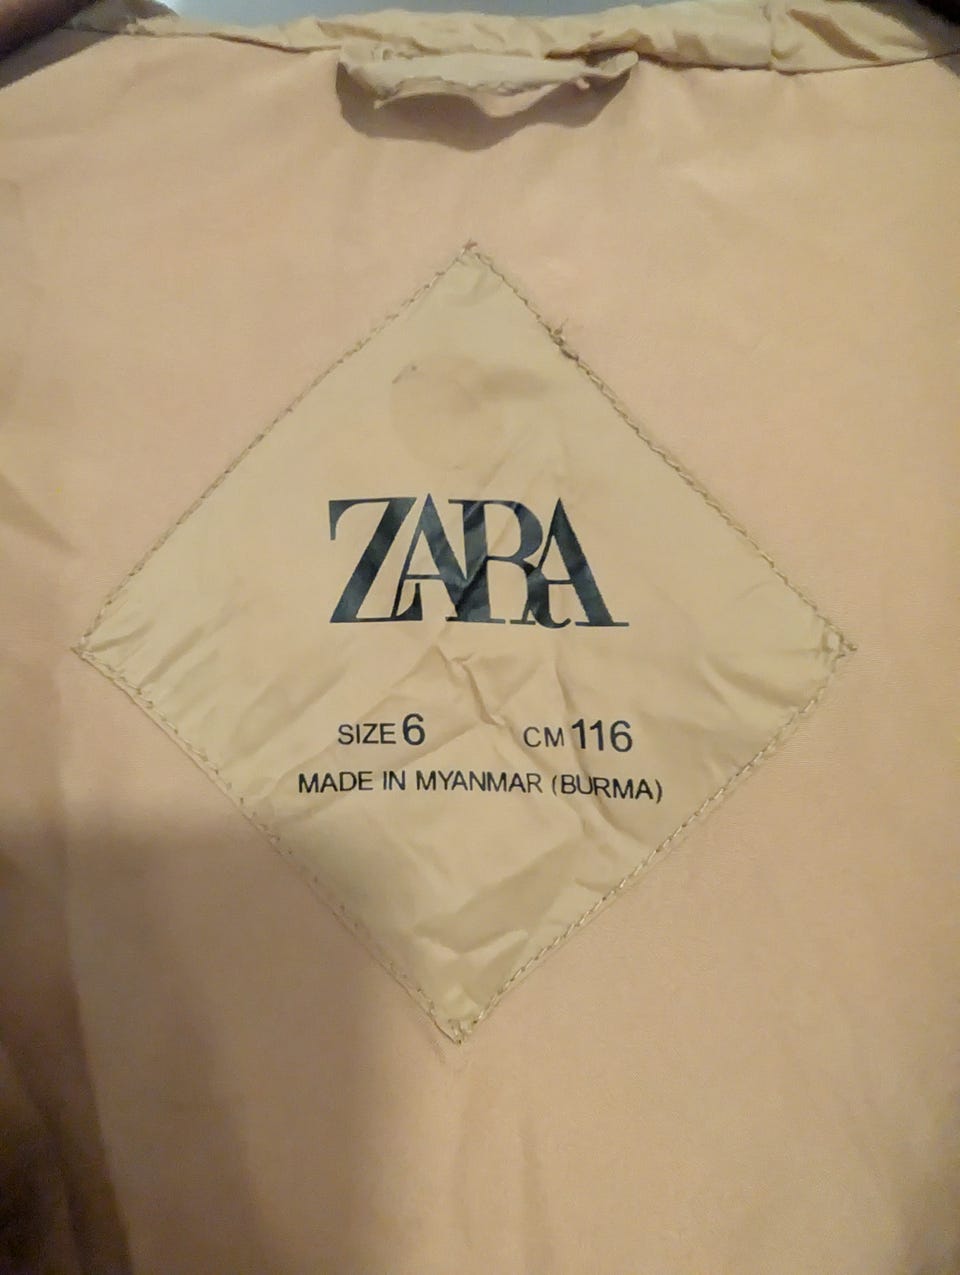 ZARA
SIZE 6 CM 116
MADE IN MYANMAR (BURMA)